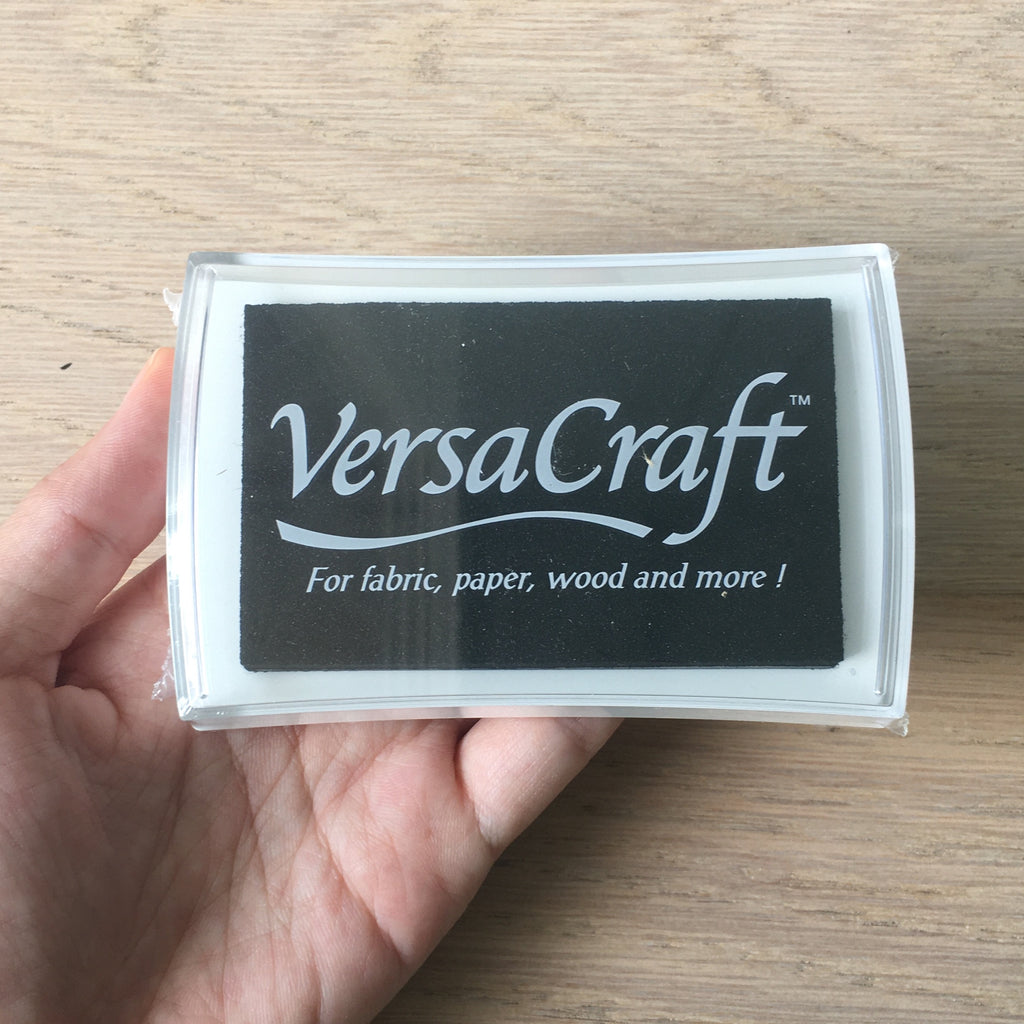 VersaCraft™
For fabric, paper, wood and more !